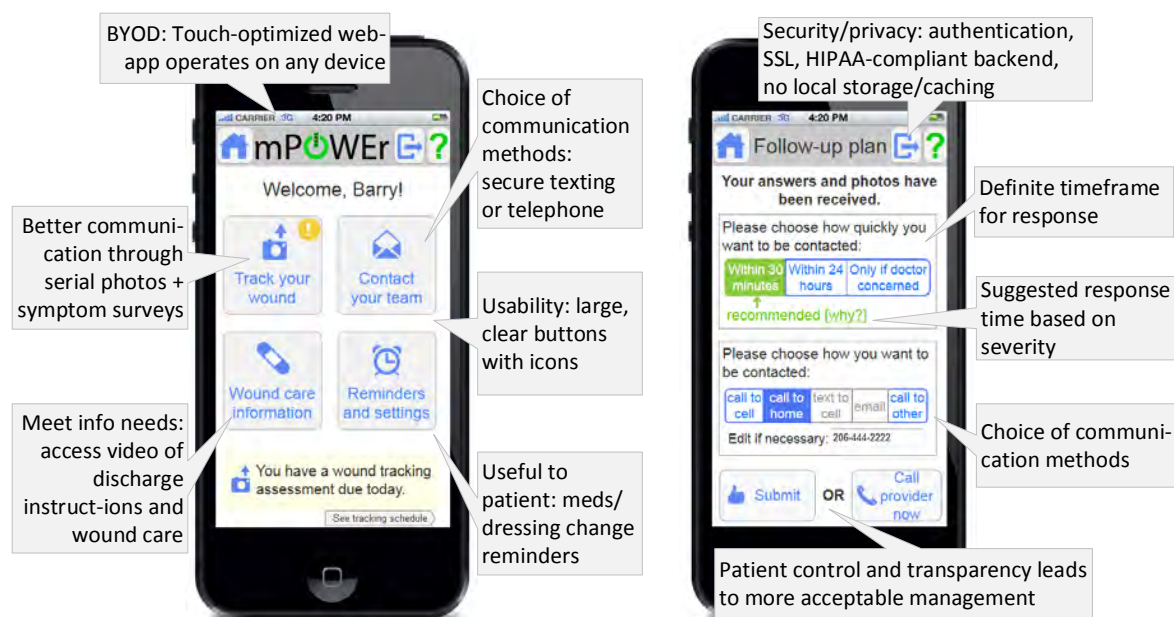 BYOD: Touch-optimized web-
app operates on any device
CARRIER 3G 4:20 PM
mPOWEr ?
Welcome, Barry!
!
Track your
wound
Contact
your team
Wound care
information
Reminders
and settings
You have a wound tracking
assessment due today.
See tracking schedule
Better communi-
cation through
serial photos +
symptom surveys
Meet info needs:
access video of
discharge
instruct-ions and
wound care
Choice of
communication
methods:
secure texting
or telephone
Usability: large,
clear buttons
with icons
Useful to
patient: meds/
dressing change
reminders
Security/privacy: authentication,
SSL, HIPAA-compliant backend,
no local storage/caching
CARRIER 3G 4:20 PM
Follow-up plan ?
Your answers and photos have
been received.
Please choose how quickly you
want to be contacted:
Within 30
minutes
Within 24
hours
Only if doctor
concerned
recommended [why?]
Please choose how you want to
be contacted:
call to
cell
call to
home
text to
cell
email
call to
other
Edit if necessary: 206-444-2222
Submit
OR
Call
provider
now
Definite timeframe
for response
Suggested response
time based on
severity
Choice of communi-
cation methods
Patient control and transparency leads
to more acceptable management